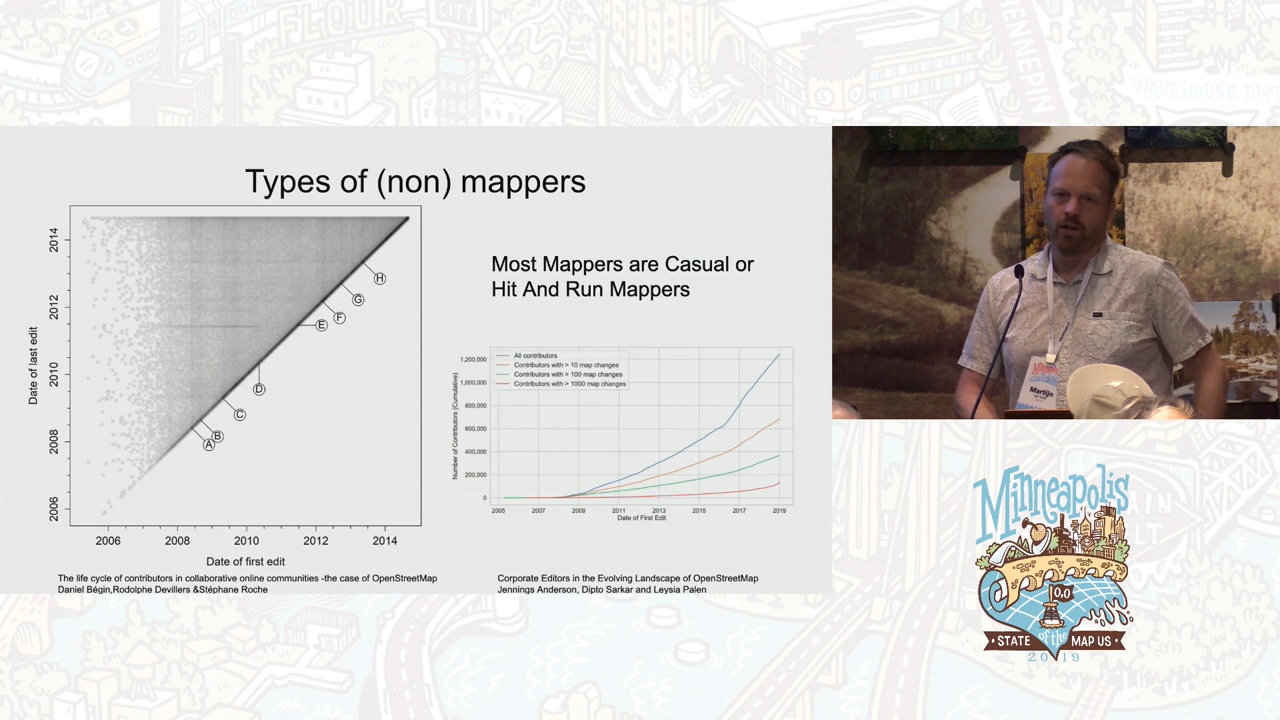 FLOUR
CITY
HENNEPIN
WAREHOUSE DIST
Types of (non) mappers
Date of last edit
2014
2012
2010
2008
2006
A
B
C
D
E
F
G
H
2006 2008 2010 2012 2014
Date of first edit
The life cycle of contributors in collaborative online communities -the case of OpenStreetMap
Daniel Bégin,Rodolphe Devillers &Stéphane Roche
Most Mappers are Casual or
Hit And Run Mappers
All contributors
Contributors with > 10 map changes
Contributors with > 100 map changes
Contributors with > 1000 map changes
Number of Contributors (Cumulative)
1,200,000
1,000,000
800,000
600,000
400,000
200,000
0
2005 2007 2009 2011 2013 2015 2017 2019
Date of First Edit
Corporate Editors in the Evolving Landscape of OpenStreetMap
Jennings Anderson, Dipto Sarkar and Leysia Palen
Martijn
Minneapolis
STATE of the MAP US
2019